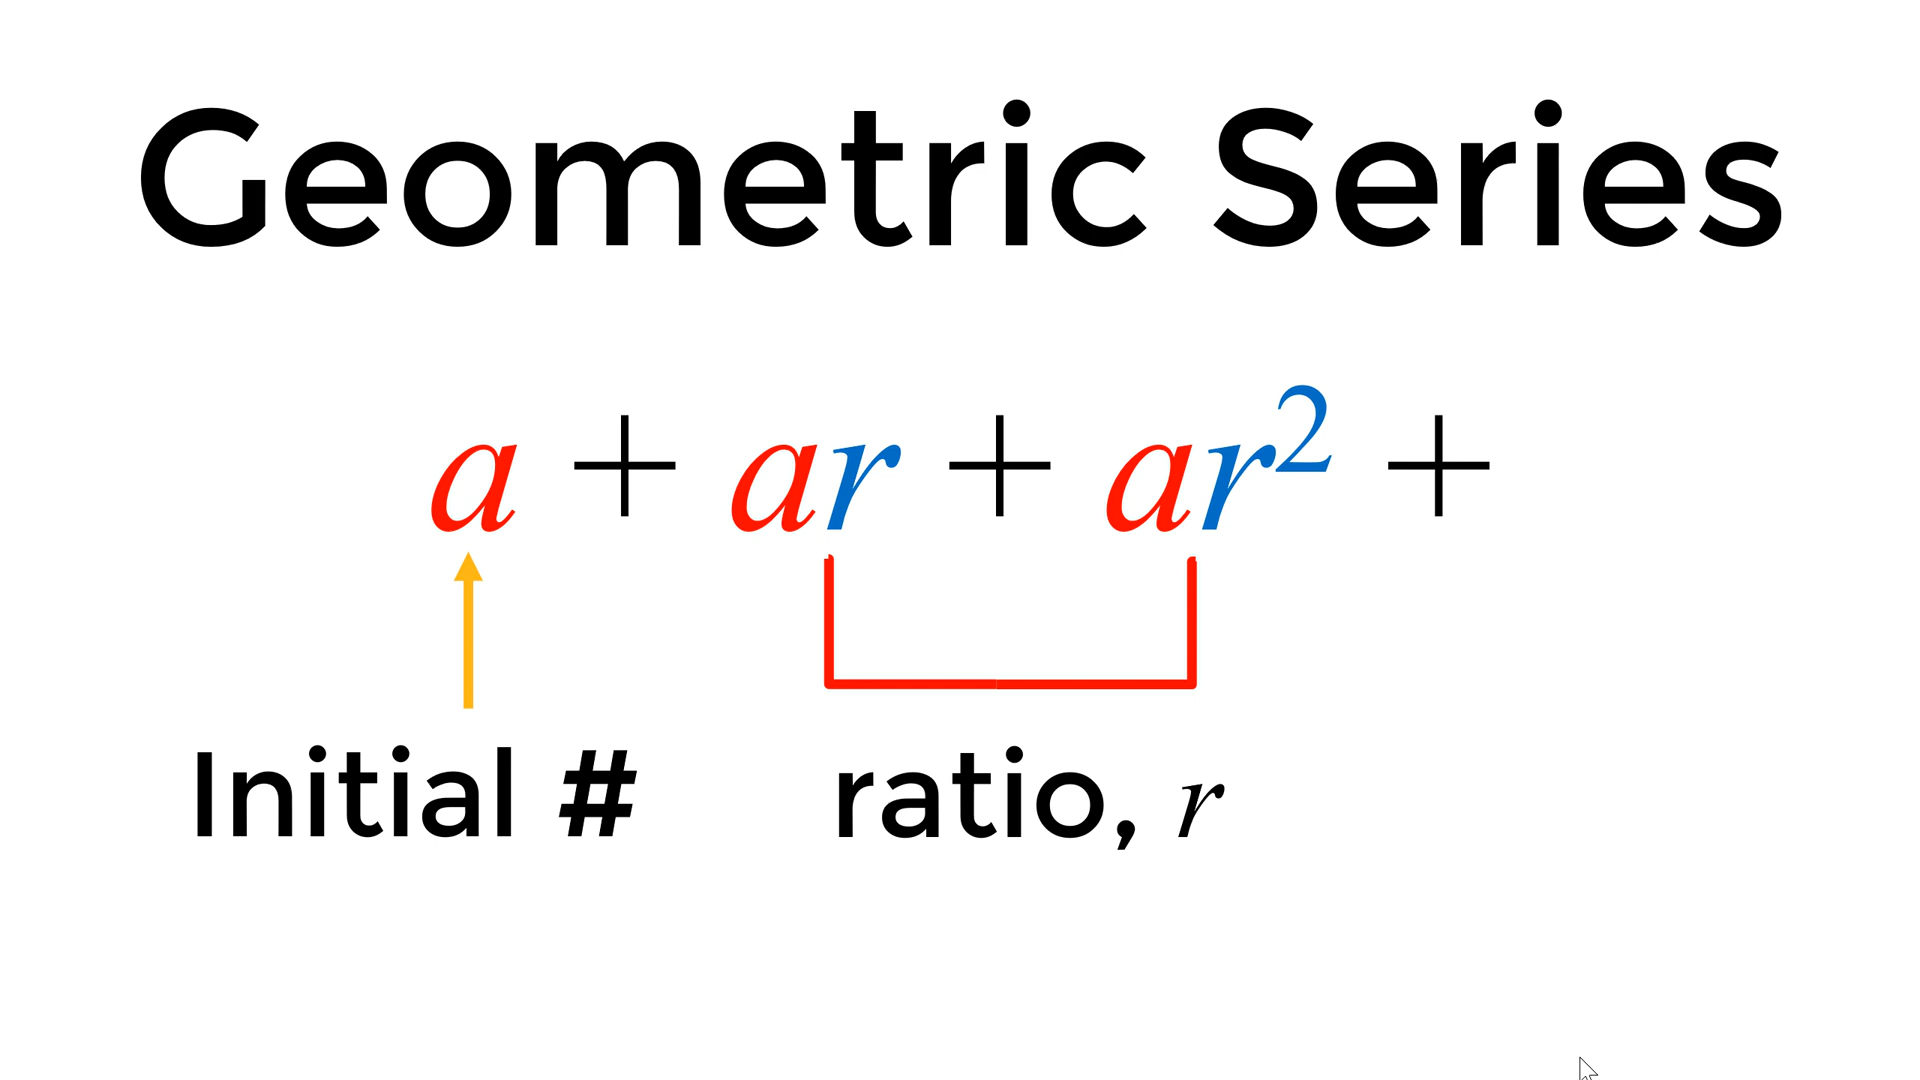 Geometric Series
a + ar + ar² +
Initial #
ratio, r